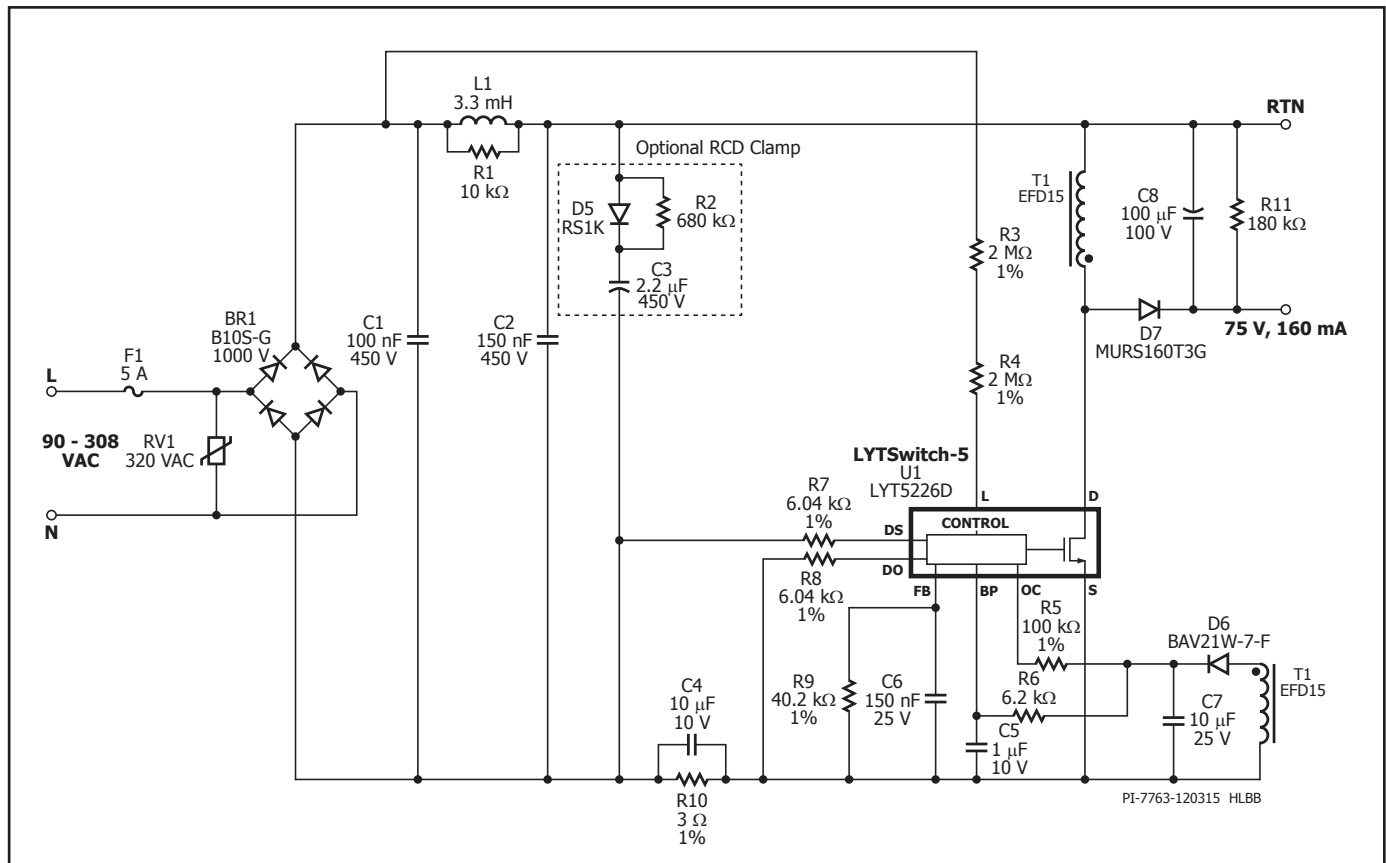 L1
3.3 mH
R1
10 kΩ
RTN
Optional RCD Clamp
D5
RS1K
R2
680 kΩ
C3
2.2 μF
450 V
T1
EFD15
C8
100 μF
100 V
R11
180 kΩ
R3
2 MΩ
1%
BR1
B10S-G
1000 V
C1
100 nF
450 V
C2
150 nF
450 V
D7
MURS160T3G
75 V, 160 mA
F1
5 A
L
R4
2 MΩ
1%
90 - 308
VAC
RV1
320 VAC
N
LYTSwitch-5
U1
LYT5226D
R7
6.04 kΩ
1%
L
D
DS
CONTROL
DO
R8
6.04 kΩ
1%
FB
BP
OC
S
R5
100 kΩ
1%
D6
BAV21W-7-F
T1
EFD15
R6
6.2 kΩ
R9
40.2 kΩ
1%
C6
150 nF
25 V
C7
10 μF
25 V
C4
10 μF
10 V
C5
1 μF
10 V
R10
3 Ω
1%
PI-7763-120315 HLBB